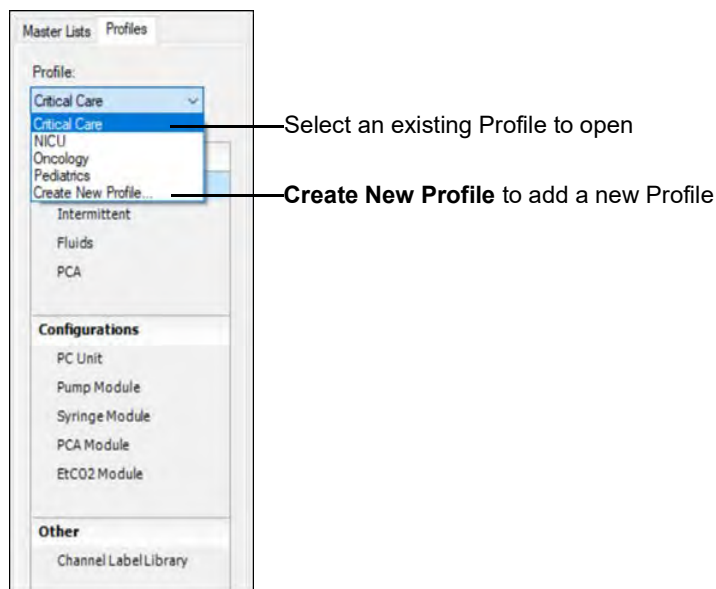 Master Lists Profiles
Profile:
Critical Care
Critical Care
Select an existing Profile to open
NICU
Oncology
Pediatrics
Create New Profile...
Create New Profile to add a new Profile
Intermittent
Fluids
PCA
Configurations
PC Unit
Pump Module
Syringe Module
PCA Module
EtCO2 Module
Other
Channel Label Library